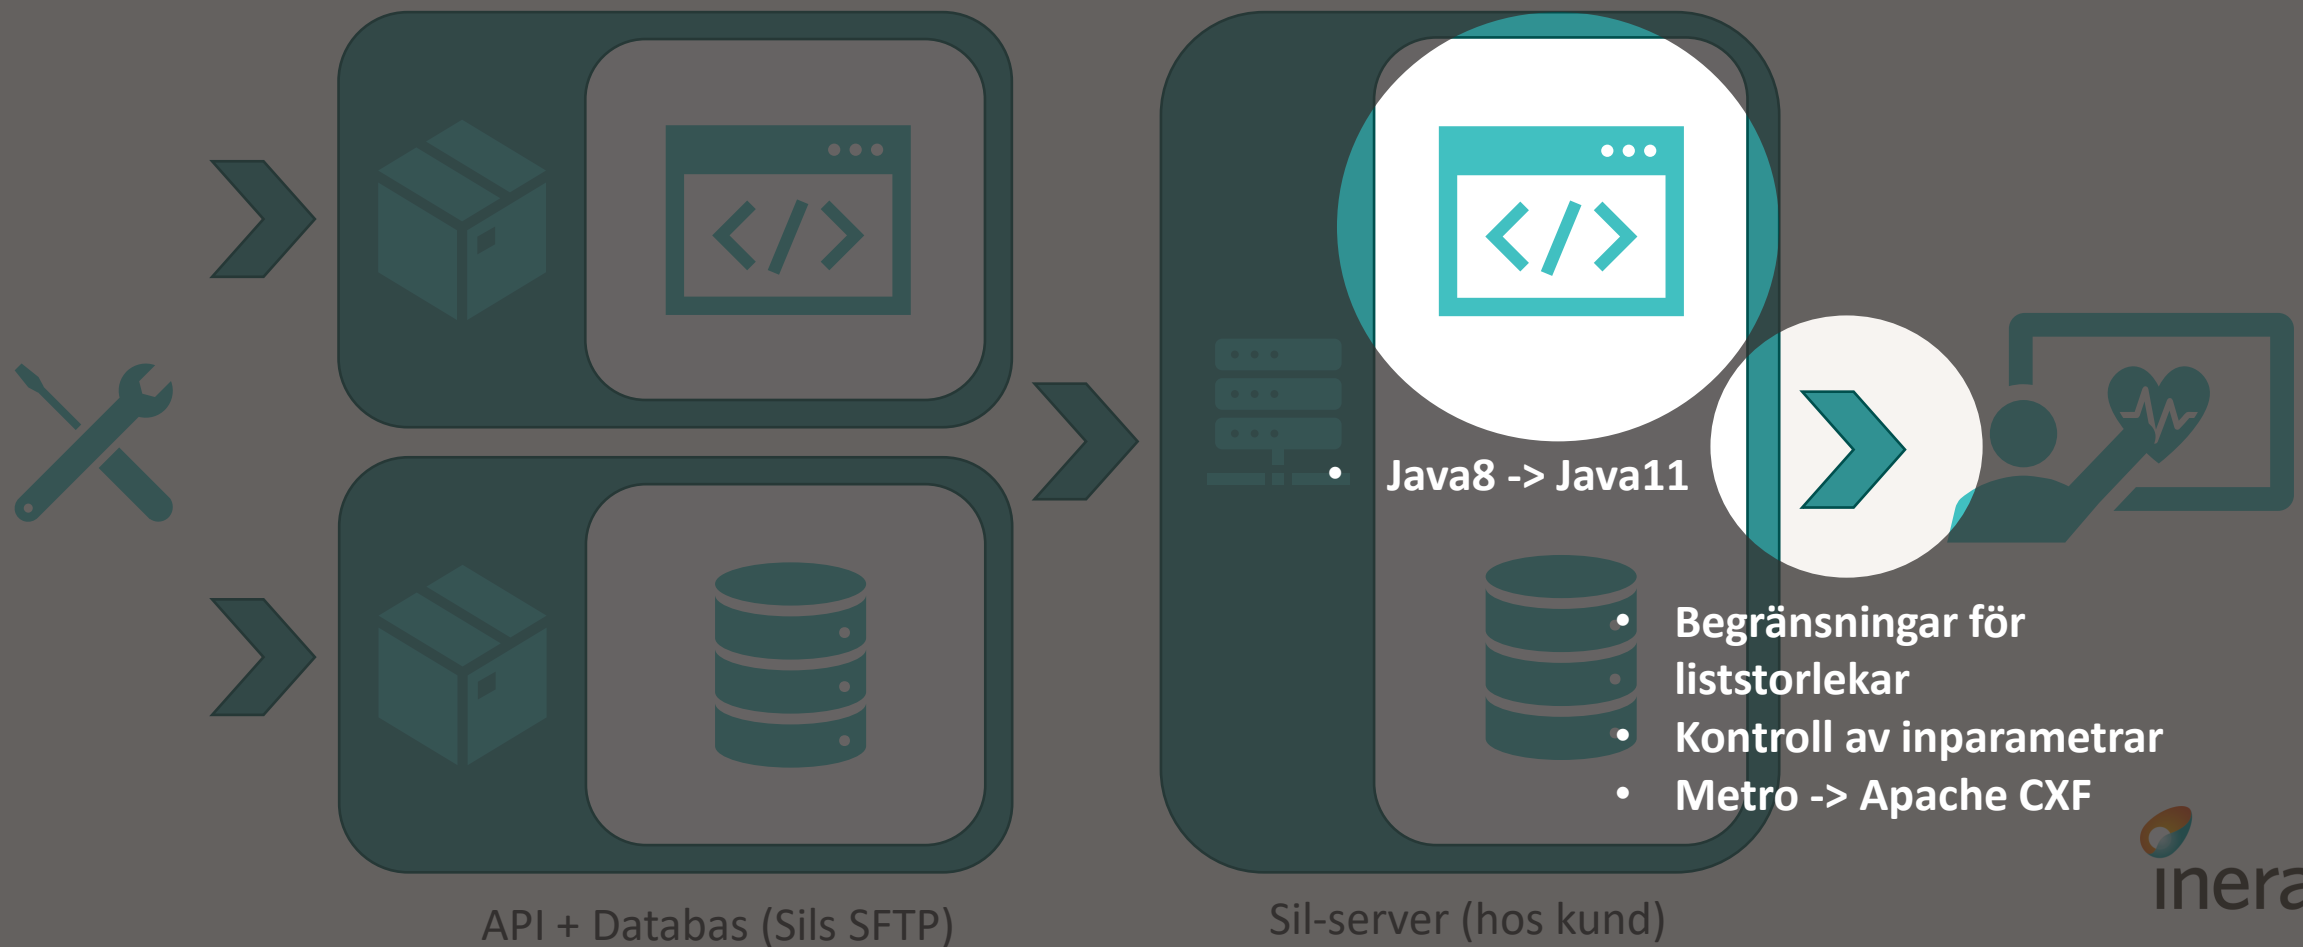 </>
</>
• Java8 -> Java11
• Begränsningar för
liststorlekar
• Kontroll av inparametrar
• Metro -> Apache CXF
inera
API + Databas (Sils SFTP)
Sil-server (hos kund)